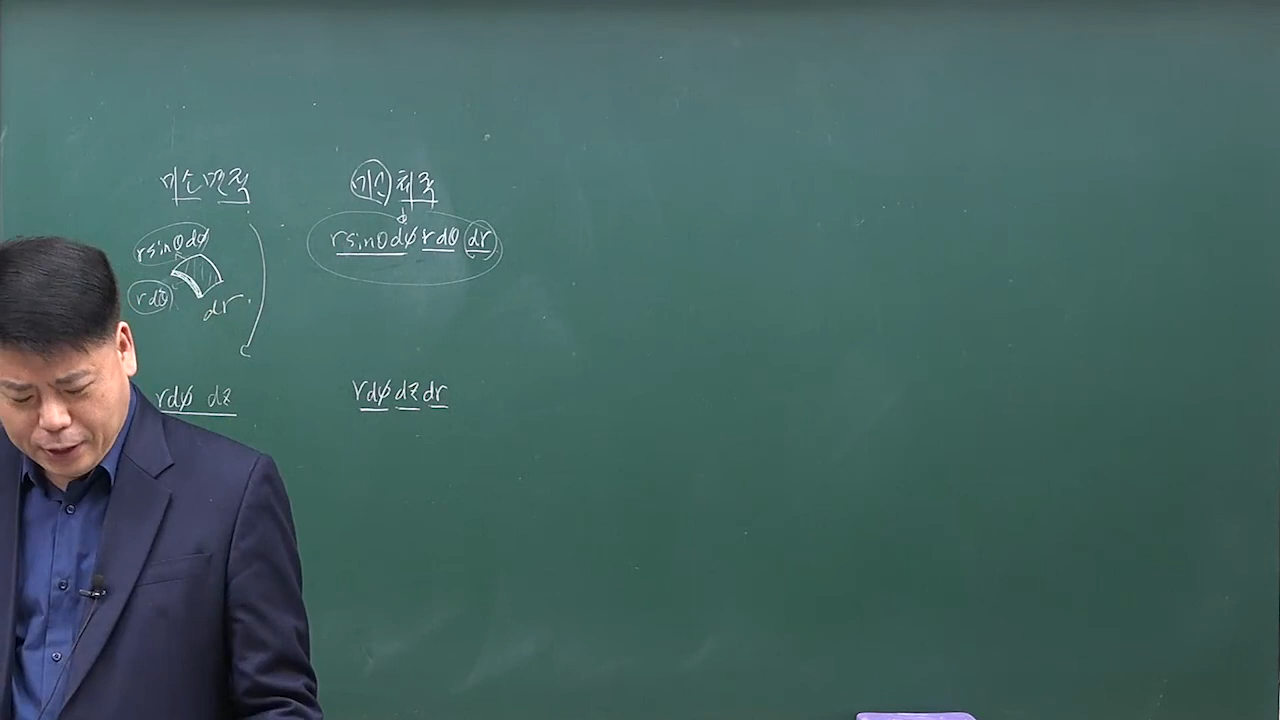 미소면적
미소체적
rsinθdϕ
rsinθdϕ rdθ dr
rdθ
dr
rdϕ dz
rdϕ dz dr